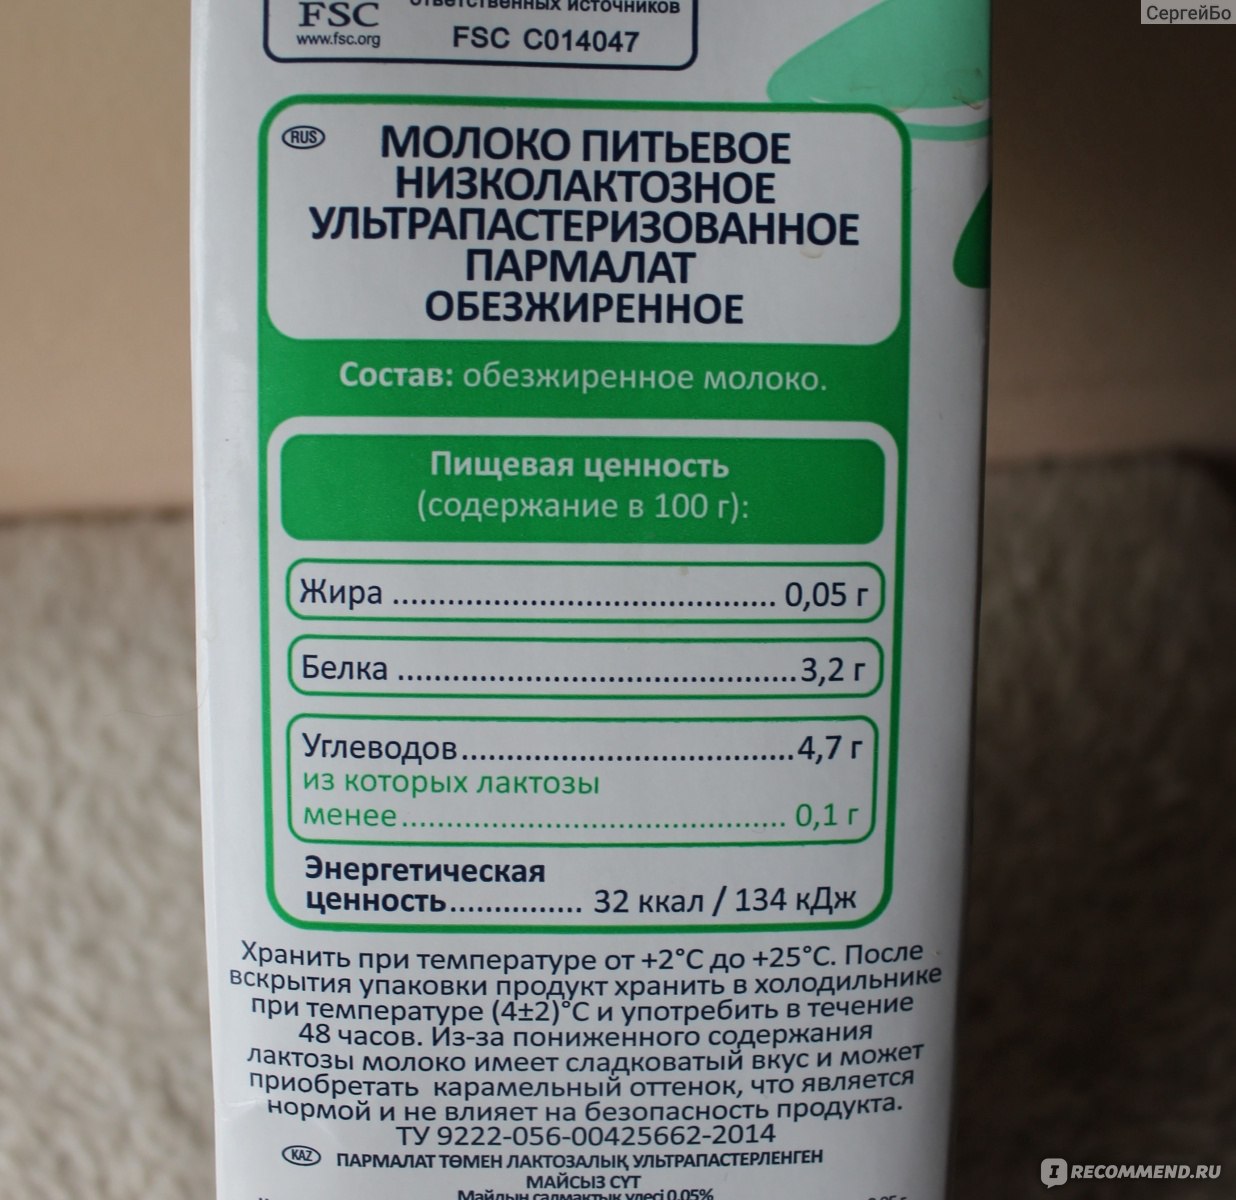 СергейБо
FSC
www.fsc.org
ответственных источников
FSC C014047
RUS
МОЛОКО ПИТЬЕВОЕ
НИЗКОЛАКТОЗНОЕ
УЛЬТРАПАСТЕРИЗОВАННОЕ
ПАРМАЛАТ
ОБЕЗЖИРЕННОЕ
Состав: обезжиренное молоко.
Пищевая ценность
(содержание в 100 г):
Жира ........................................... 0,05 г
Белка .............................................3,2 г
Углеводов......................................4,7 г
из которых лактозы
менее........................................... 0,1 г
Энергетическая
ценность............... 32 ккал / 134 кДж
Хранить при температуре от +2°С до +25°С. После
вскрытия упаковки продукт хранить в холодильнике
при температуре (4±2)°С и употребить в течение
48 часов. Из-за пониженного содержания
лактозы молоко имеет сладковатый вкус и может
приобретать карамельный оттенок, что является
нормой и не влияет на безопасность продукта.
ТУ 9222-056-00425662-2014
KAZ ПАРМАЛАТ ТӨМЕН ЛАКТОЗАЛЫҚ УЛЬТРАПАСТЕРЛЕНГЕН
МАЙСЫЗ СҮТ
Майдың салмақтық үлесі 0,05%
IRECOMMEND.RU